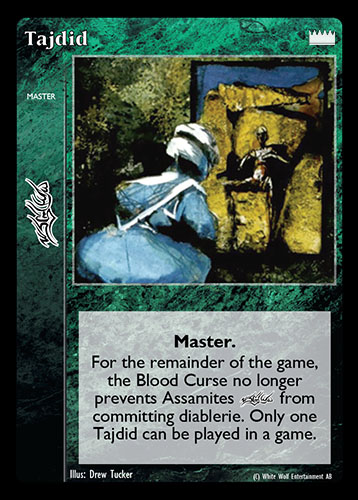 Tajdid
MASTER
Master.
For the remainder of the game,
the Blood Curse no longer
prevents Assamites from
committing diablerie. Only one
Tajdid can be played in a game.
Illus: Drew Tucker
(C) White Wolf Entertainment AB